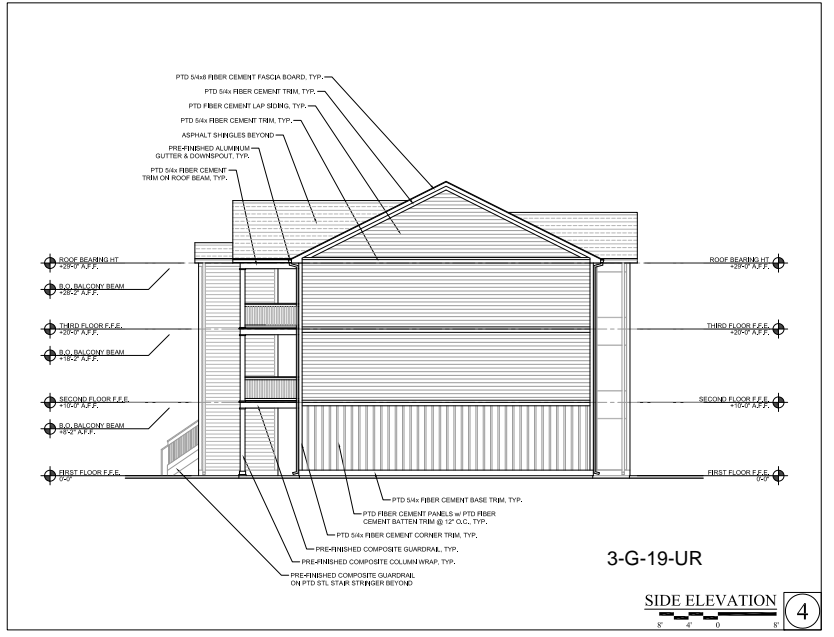 PTD 5/4x8 FIBER CEMENT FASCIA BOARD, TYP.
PTD 5/4x FIBER CEMENT TRIM, TYP.
PTD FIBER CEMENT LAP SIDING, TYP.
PTD 5/4x FIBER CEMENT TRIM, TYP.
ASPHALT SHINGLES BEYOND
PRE-FINISHED ALUMINUM
GUTTER & DOWNSPOUT, TYP.
PTD 5/4x FIBER CEMENT
TRIM ON ROOF BEAM, TYP.
ROOF BEARING HT
+29'-0" A.F.F.
B.O. BALCONY BEAM
+28'-2" A.F.F.
THIRD FLOOR F.F.E.
+20'-0" A.F.F.
B.O. BALCONY BEAM
+18'-2" A.F.F.
SECOND FLOOR F.F.E.
+10'-0" A.F.F.
B.O. BALCONY BEAM
+8'-2" A.F.F.
FIRST FLOOR F.F.E.
0'-0"
ROOF BEARING HT
+29'-0" A.F.F.
THIRD FLOOR F.F.E.
+20'-0" A.F.F.
SECOND FLOOR F.F.E.
+10'-0" A.F.F.
FIRST FLOOR F.F.E.
0'-0"
PTD 5/4x FIBER CEMENT BASE TRIM, TYP.
PTD FIBER CEMENT PANELS w/ PTD FIBER
CEMENT BATTEN TRIM @ 12" O.C., TYP.
PTD 5/4x FIBER CEMENT CORNER TRIM, TYP.
PRE-FINISHED COMPOSITE GUARDRAIL, TYP.
PRE-FINISHED COMPOSITE COLUMN WRAP, TYP.
PRE-FINISHED COMPOSITE GUARDRAIL
ON PTD STL STAIR STRINGER BEYOND
3-G-19-UR
SIDE ELEVATION
8' 4' 0 8'
4